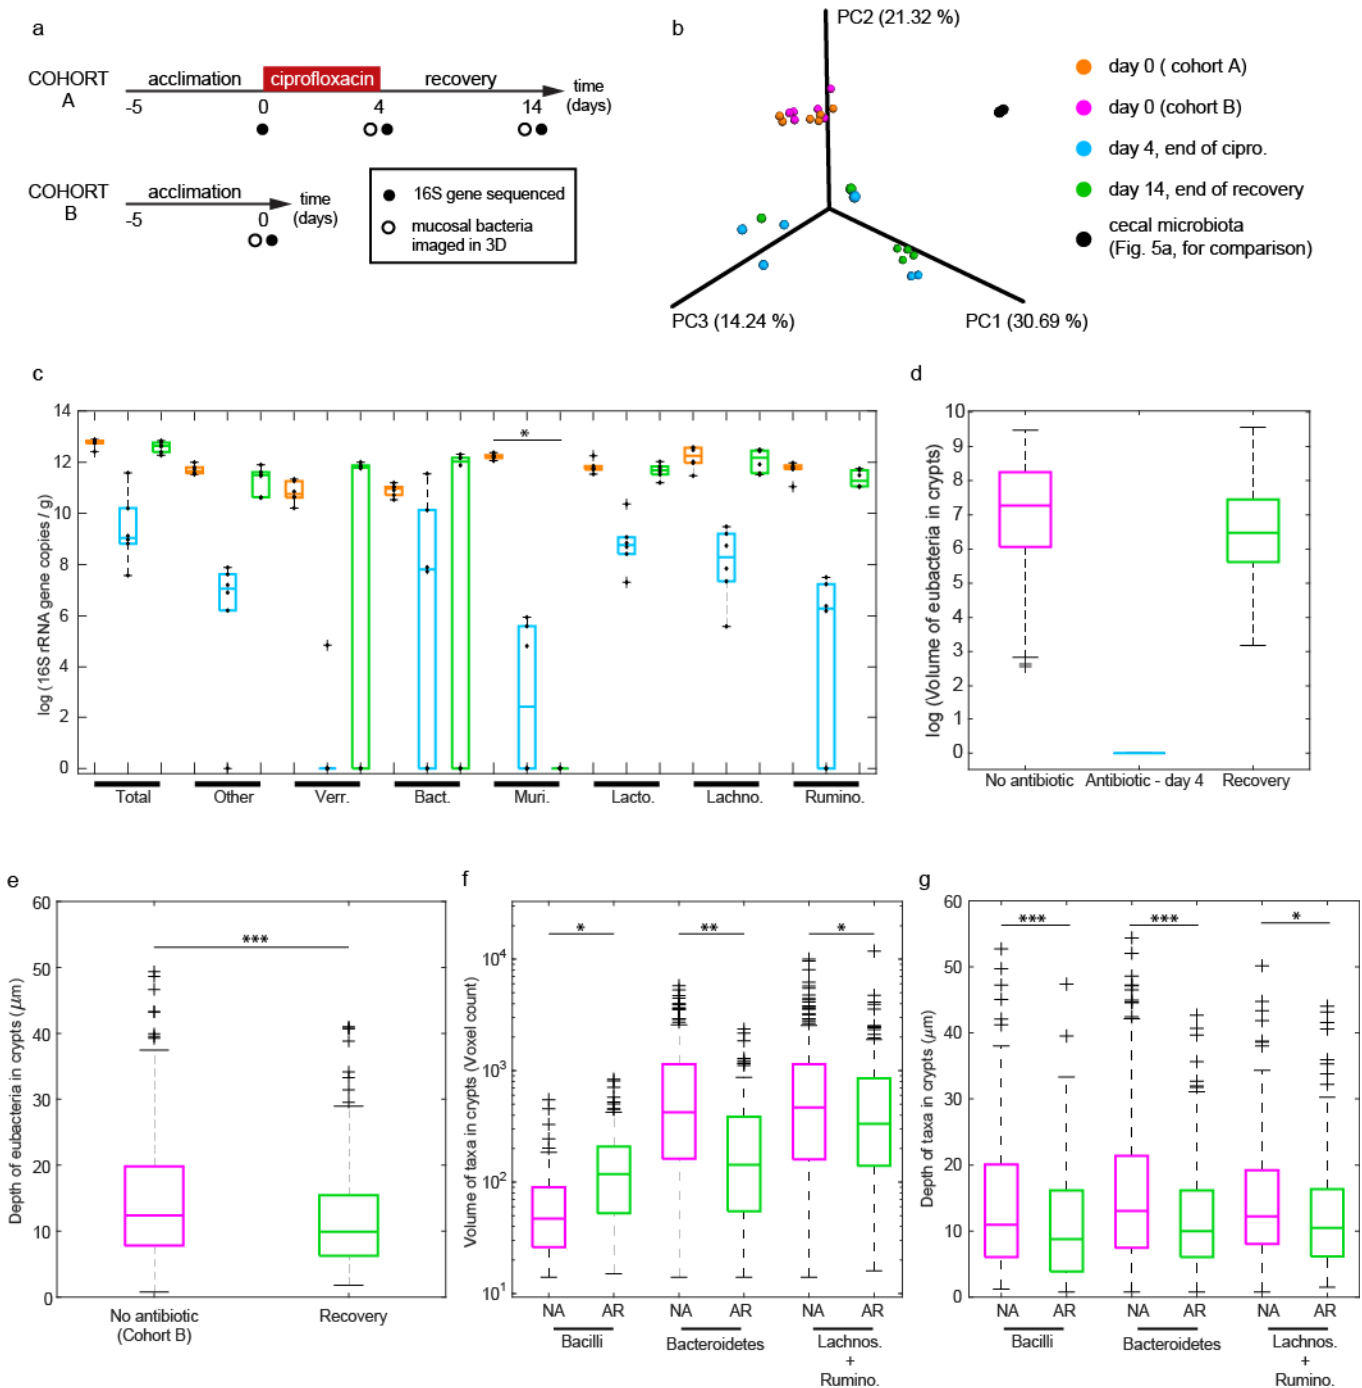 a
COHORT
A
acclimation
ciprofloxacin
recovery
time
(days)
-5
0
4
14
COHORT
B
acclimation
time
(days)
-5
0
16S gene sequenced
mucosal bacteria
imaged in 3D
b
PC2 (21.32 %)
PC3 (14.24 %)
PC1 (30.69 %)
day 0 ( cohort A)
day 0 (cohort B)
day 4, end of cipro.
day 14, end of recovery
cecal microbiota
(Fig. 5a, for comparison)
c
log (16S rRNA gene copies / g)
14
12
10
8
6
4
2
0
*
Total
Other
Verr.
Bact.
Muri.
Lacto.
Lachno.
Rumino.
d
log (Volume of eubacteria in crypts)
10
9
8
7
6
5
4
3
2
1
0
No antibiotic
Antibiotic - day 4
Recovery
e
Depth of eubacteria in crypts (μm)
60
50
40
30
20
10
0
***
No antibiotic
(Cohort B)
Recovery
f
Volume of taxa in crypts (Voxel count)
10⁴
10³
10²
10¹
*
**
*
NA
AR
NA
AR
NA
AR
Bacilli
Bacteroidetes
Lachnos.
+
Rumino.
g
Depth of taxa in crypts (μm)
60
50
40
30
20
10
0
***
***
*
NA
AR
NA
AR
NA
AR
Bacilli
Bacteroidetes
Lachnos.
+
Rumino.